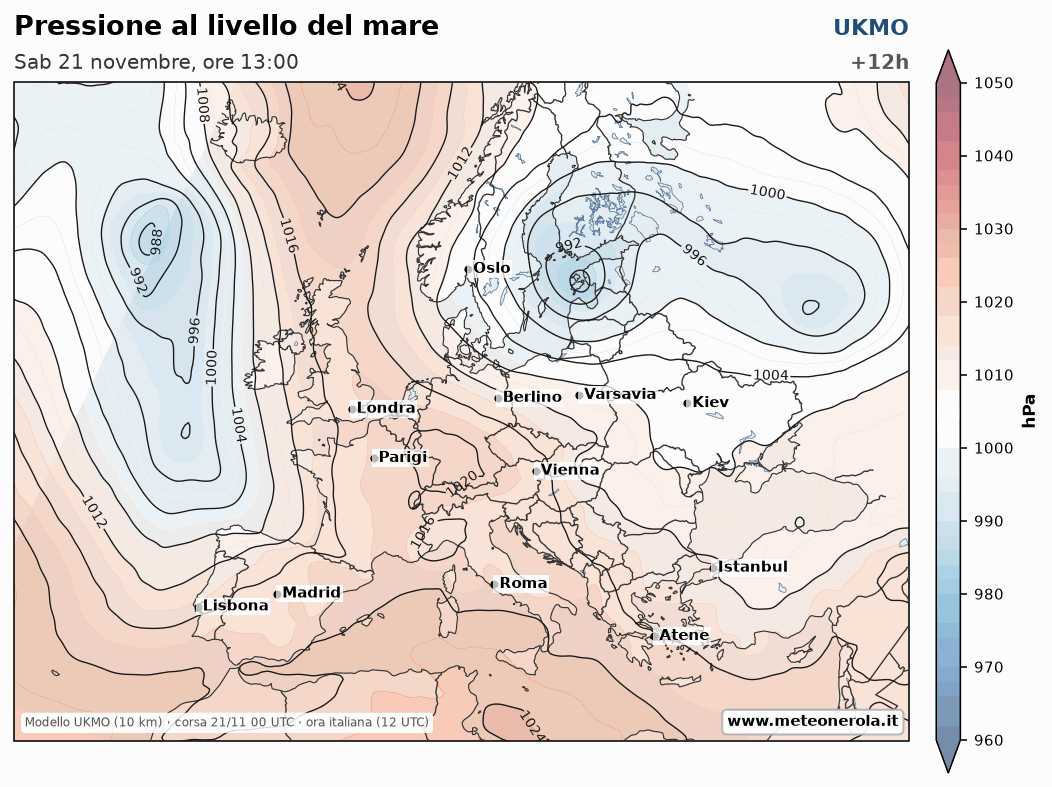 Pressione al livello del mare
UKMO
Sab 21 novembre, ore 13:00
+12h
1008
1012
1016
1000
992
996
988
992
996
1000
1004
1004
1012
1020
1016
1024
Oslo
Berlino
Varsavia
Kiev
Londra
Parigi
Vienna
Istanbul
Roma
Madrid
Lisbona
Atene
Modello UKMO (10 km) · corsa 21/11 00 UTC · ora italiana (12 UTC)
www.meteonerola.it
1050
1040
1030
1020
1010
1000
990
980
970
960
hPa